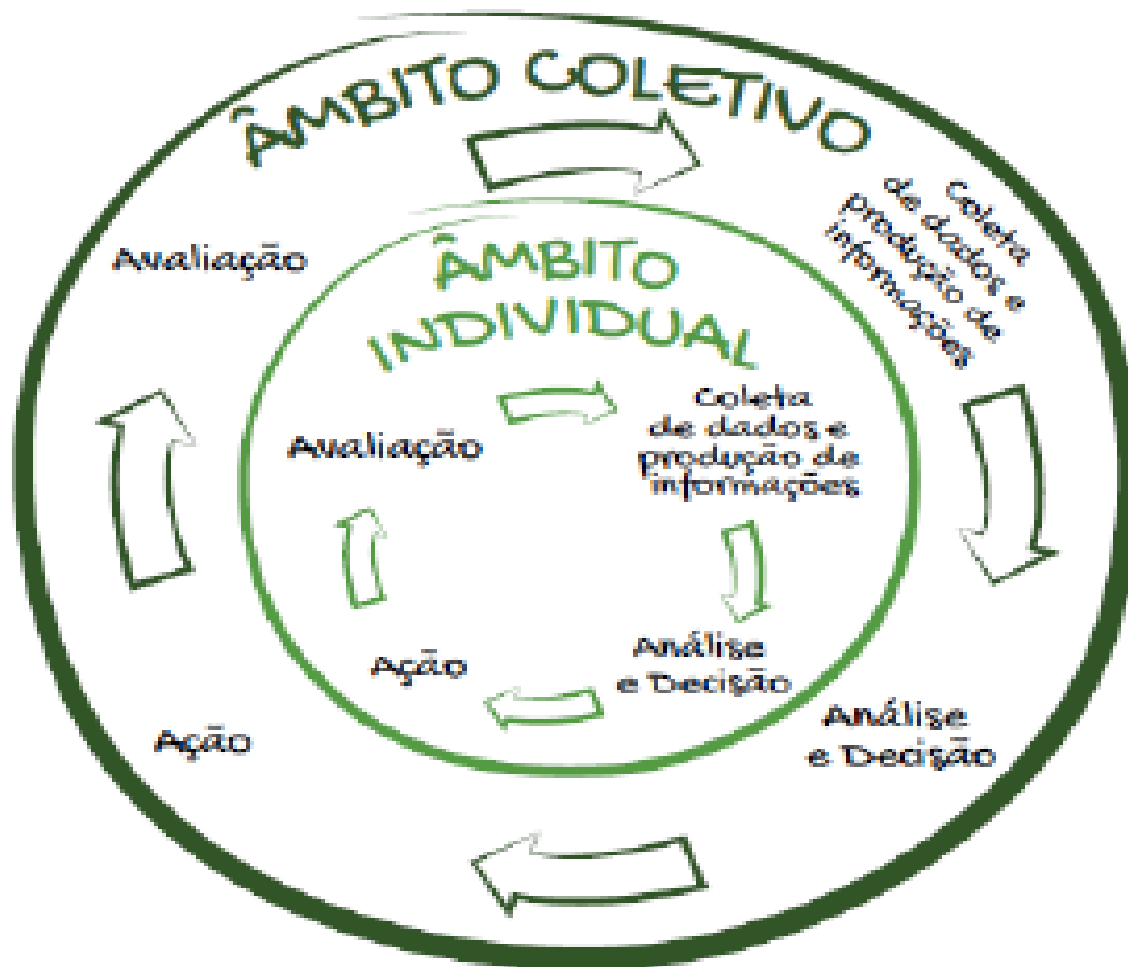 ÂMBITO COLETIVO
Coleta
de dados e
produção de
informações
Avaliação
ÂMBITO
INDIVIDUAL
Avaliação
Coleta
de dados e
produção de
informações
Ação
Análise
e Decisão
Ação
Análise
e Decisão